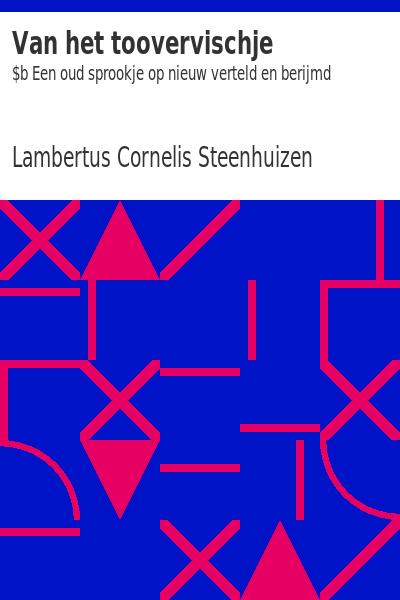 Van het toovervischje
$b Een oud sprookje op nieuw verteld en berijmd
Lambertus Cornelis Steenhuizen